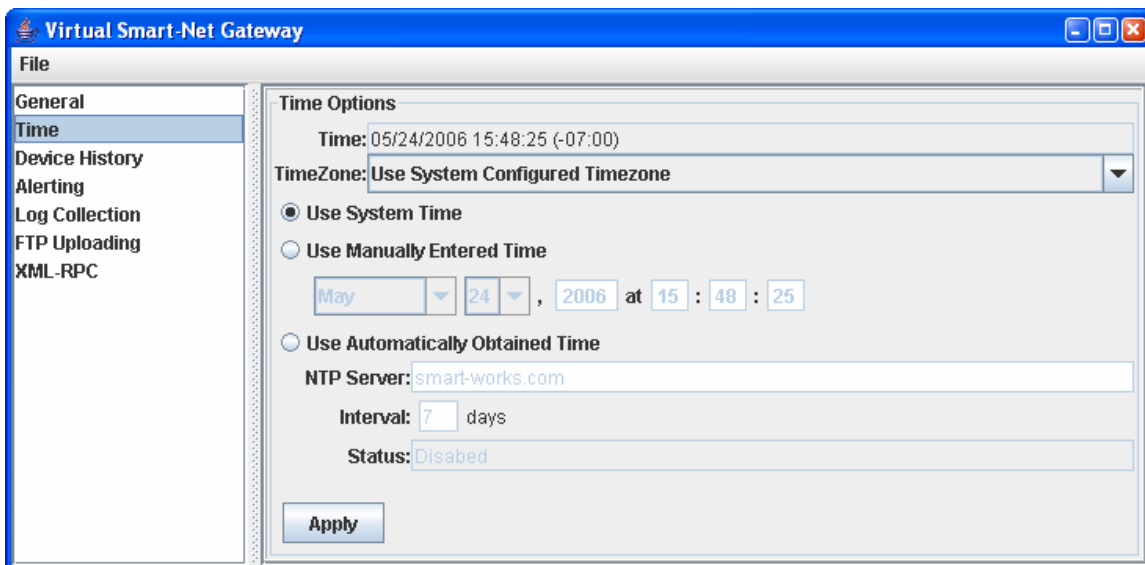 Virtual Smart-Net Gateway
File
General
Time
Device History
Alerting
Log Collection
FTP Uploading
XML-RPC
Time Options
Time: 05/24/2006 15:48:25 (-07:00)
TimeZone: Use System Configured Timezone
Use System Time
Use Manually Entered Time
May 24 , 2006 at 15 : 48 : 25
Use Automatically Obtained Time
NTP Server: smart-works.com
Interval: 7 days
Status: Disabed
Apply